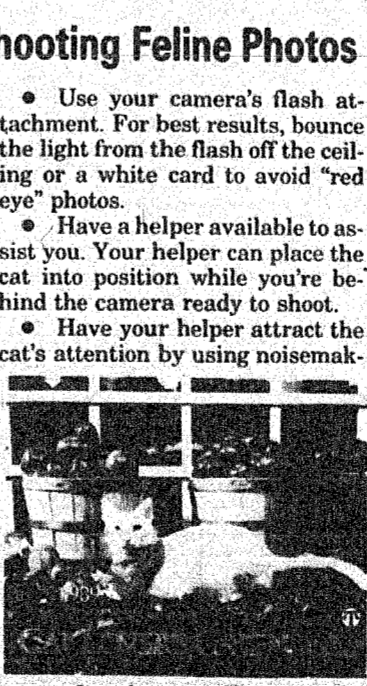 hooting Feline Photos
● Use your camera's flash at-
tachment. For best results, bounce
the light from the flash off the ceil-
ing or a white card to avoid "red
eye" photos.
● Have a helper available to as-
sist you. Your helper can place the
cat into position while you're be-
hind the camera ready to shoot.
● Have your helper attract the
cat's attention by using noisemak-